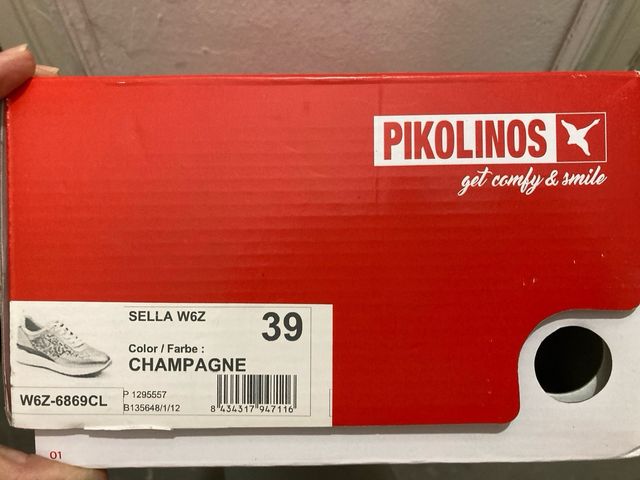 PIKOLINOS
get comfy & smile
SELLA W6Z
39
Color / Farbe :
CHAMPAGNE
W6Z-6869CL
P 1295557
B135648/1/12
8 434317 947116
01